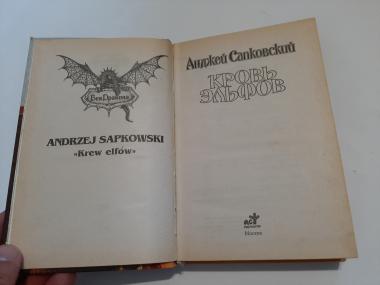 Век Дракона
ANDRZEJ SAPKOWSKI
«Krew elfów»
Анджей Сапковский
КРОВЬ
ЭЛЬФОВ
АСТ
Москва